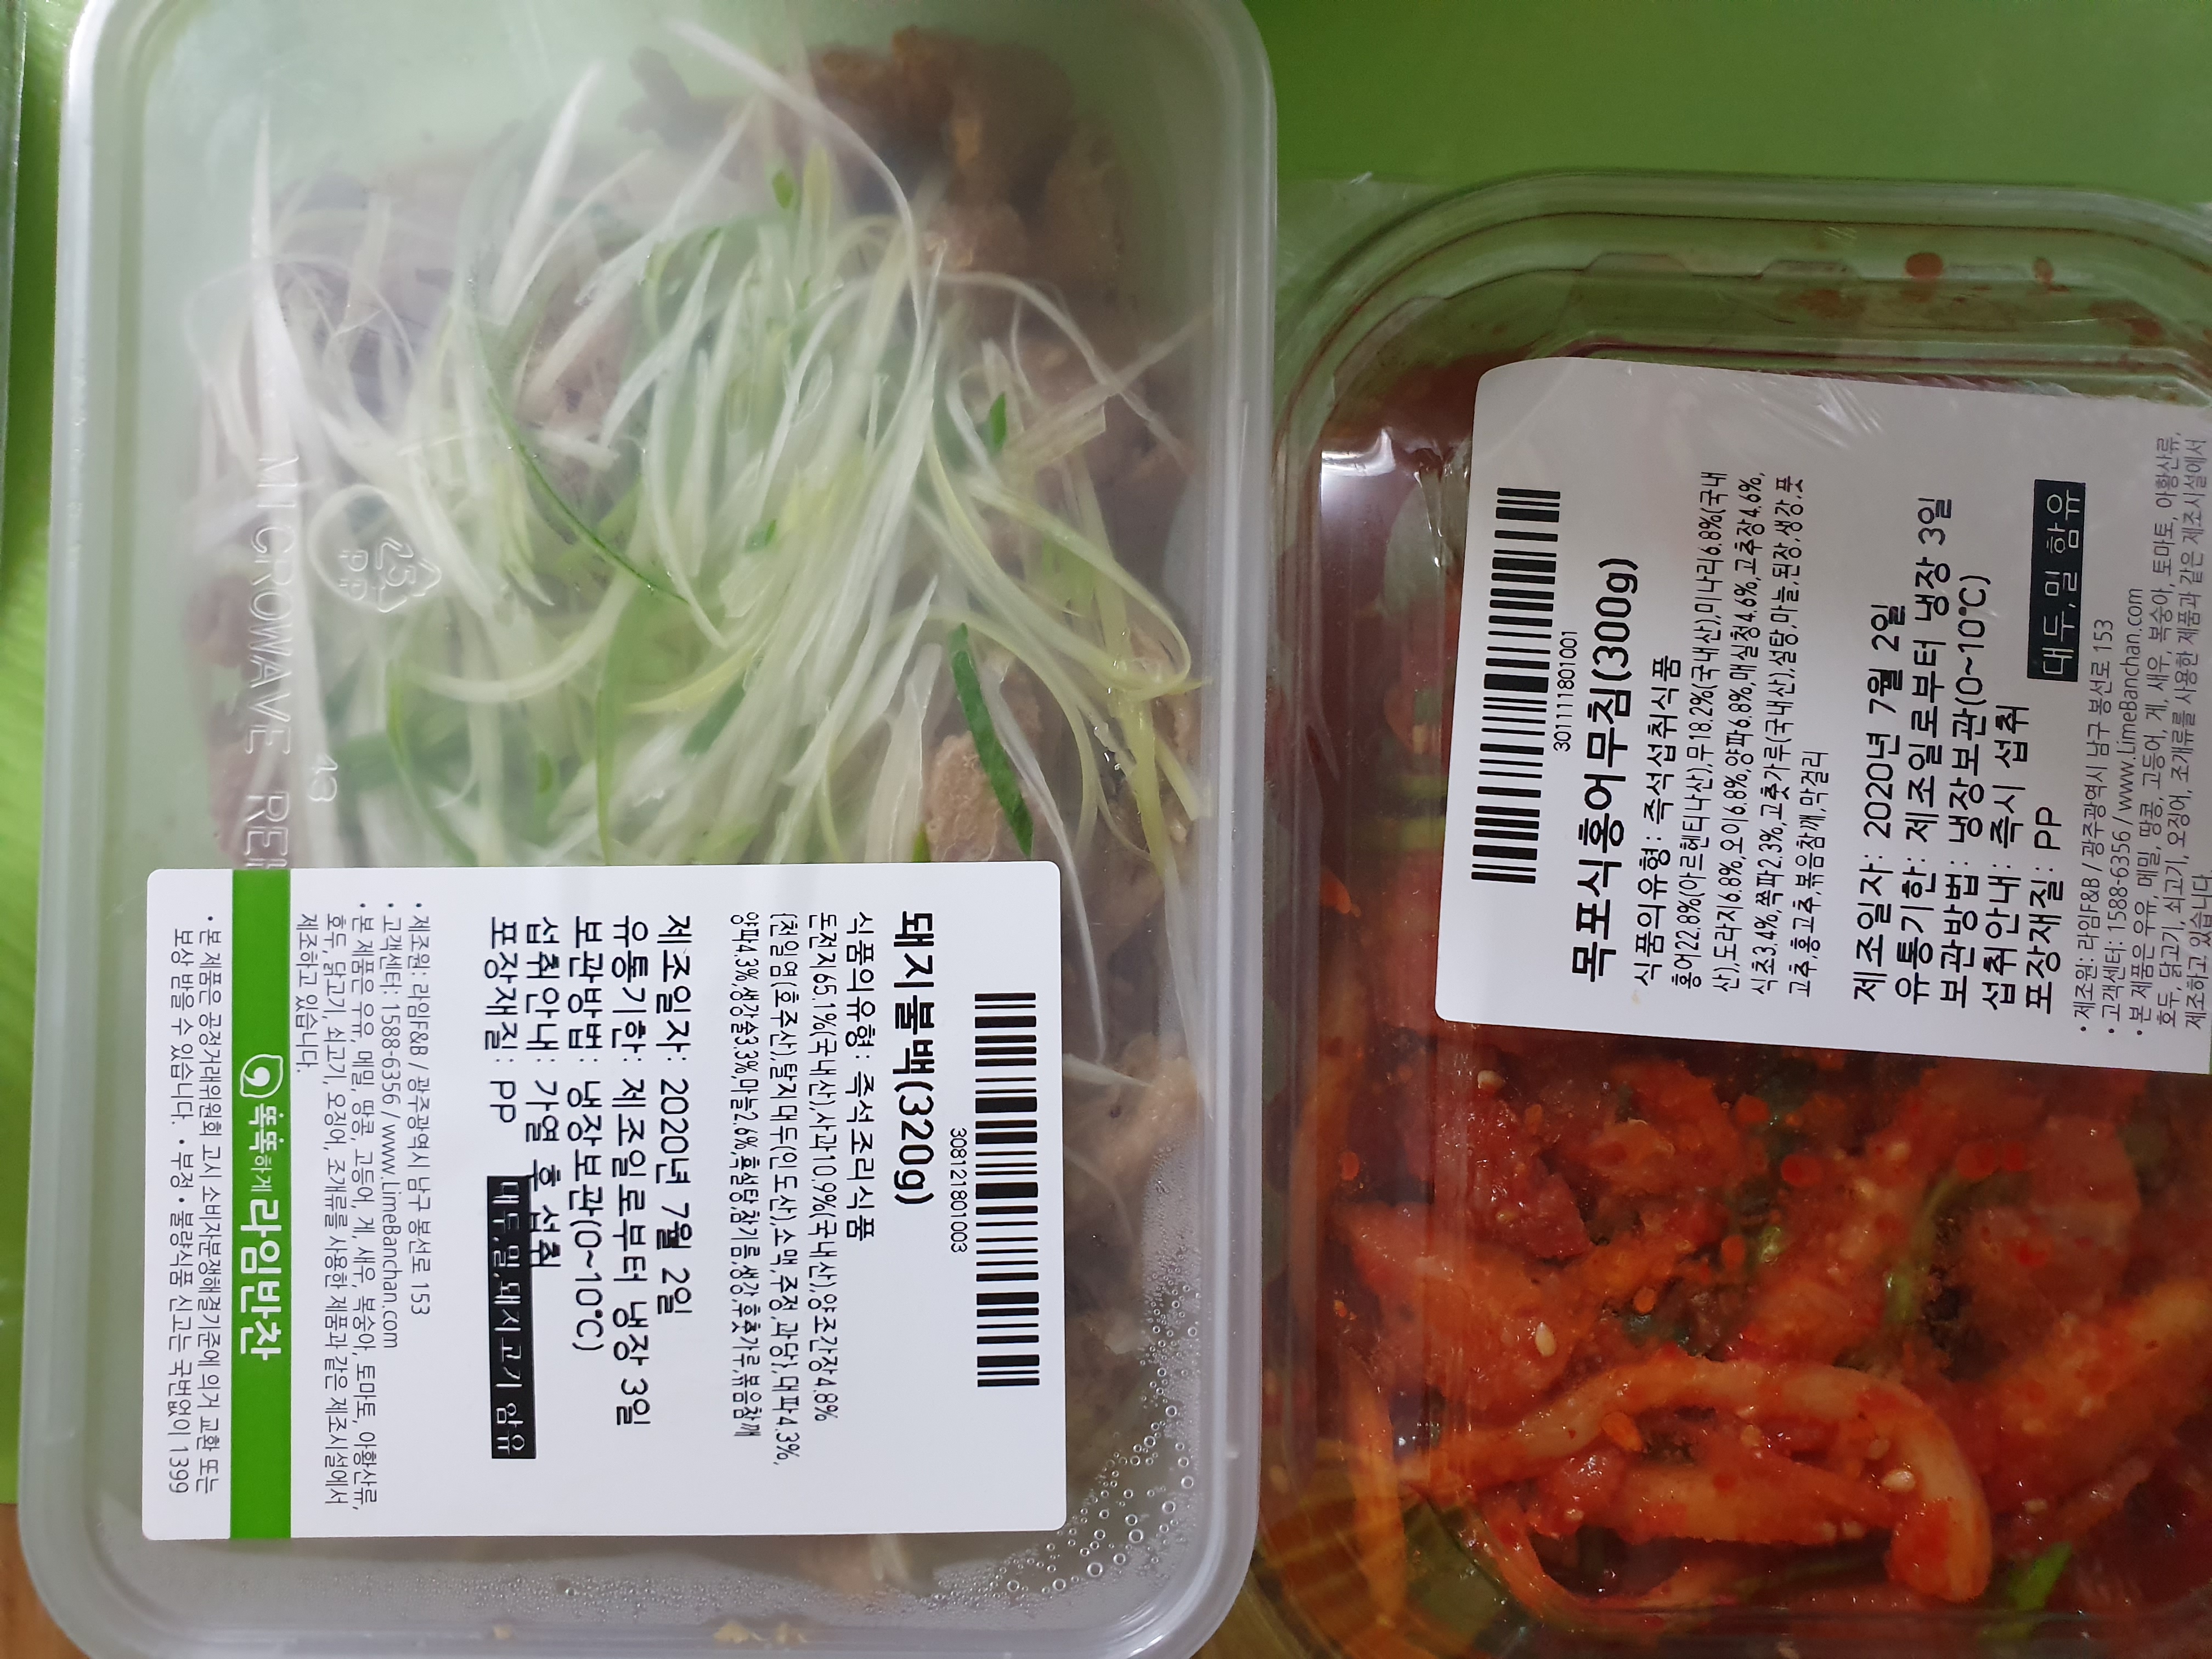 MICROWAVE
PP
48
30812180 1003
돼지불백(320g)
식품의유형: 즉석조리식품
돈전지65.1%(국내산),사과10.9%(국내산),양조간장4.8%
(천일염(호주산),탈지대두(인도산),소맥,주정,과당),대파4.3%,
양파4.3%,생강술3.3%,마늘2.6%,흑설탕,참기름,생강,후춧가루,볶음참깨
제조일자: 2020년 7월 2일
유통기한: 제조일로부터 냉장 3일
보관방법: 냉장보관(0~10℃)
섭취안내: 가열 후 섭취
포장재질: PP
대두,밀,돼지고기 함유
• 제조원: 라임F&B / 광주광역시 남구 봉선로 153
• 고객센터: 1588-6356 / www.LimeBanchan.com
• 본 제품은 우유, 메밀, 땅콩, 고등어, 게, 새우, 복숭아, 토마토, 아황산류,
호두, 닭고기, 쇠고기, 오징어, 조개류를 사용한 제품과 같은 제조시설에서
제조하고 있습니다.
똑똑하게 라임반찬
• 본 제품은 공정거래위원회 고시 소비자분쟁해결기준에 의거 교환 또는
보상 받을 수 있습니다. • 부정 • 불량식품 신고는 국번없이 1399
301111801001
목포식홍어무침(300g)
식품의유형: 즉석섭취식품
홍어22.8%(아르헨티나산),무18.2%(국내산),미나리6.8%(국내
산),도라지6.8%,오이6.8%,양파6.8%,매실청4.6%,고추장4.6%,
식초3.4%,쪽파2.3%,고춧가루(국내산),설탕,마늘,된장,생강,풋
고추,홍고추,볶음참깨,막걸리
제조일자: 2020년 7월 2일
유통기한: 제조일로부터 냉장 3일
보관방법: 냉장보관(0~10℃)
섭취안내: 즉시 섭취
포장재질: PP
대두,밀 함유
• 제조원: 라임F&B / 광주광역시 남구 봉선로 153
• 고객센터: 1588-6356 / www.LimeBanchan.com
• 본 제품은 우유, 메밀, 땅콩, 고등어, 게, 새우, 복숭아, 토마토, 아황산류,
호두, 닭고기, 쇠고기, 오징어, 조개류를 사용한 제품과 같은 제조시설에서
제조하고 있습니다.